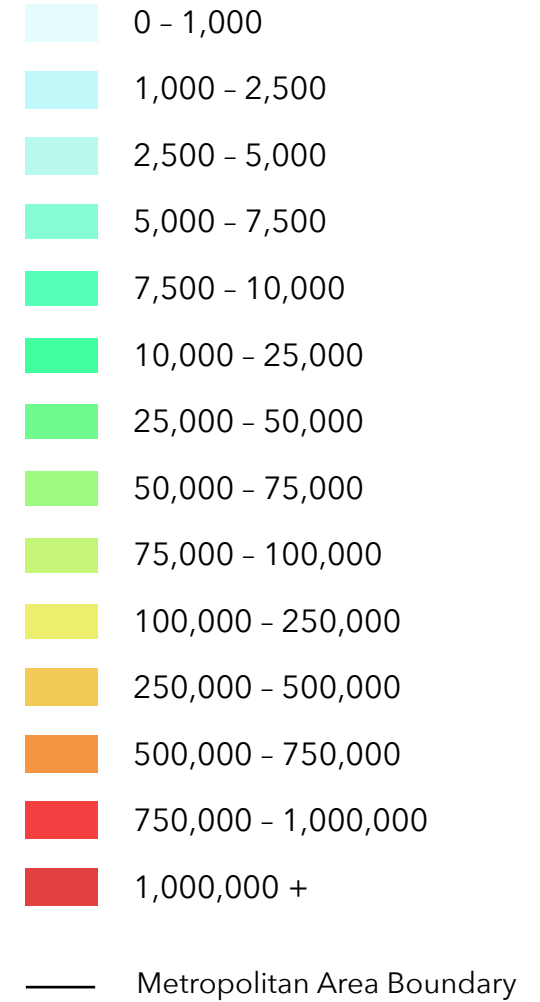 0 – 1,000
1,000 – 2,500
2,500 – 5,000
5,000 – 7,500
7,500 – 10,000
10,000 – 25,000
25,000 – 50,000
50,000 – 75,000
75,000 – 100,000
100,000 – 250,000
250,000 – 500,000
500,000 – 750,000
750,000 – 1,000,000
1,000,000 +
Metropolitan Area Boundary